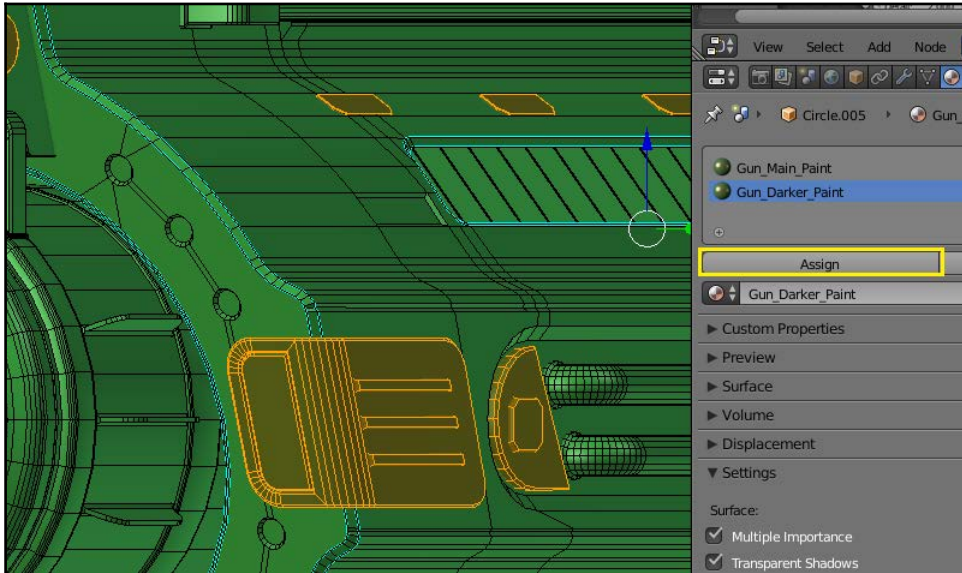 View Select Add Node
Circle.005 Gun_
Gun_Main_Paint
Gun_Darker_Paint
Assign
Gun_Darker_Paint
Custom Properties
Preview
Surface
Volume
Displacement
Settings
Surface:
Multiple Importance
Transparent Shadows